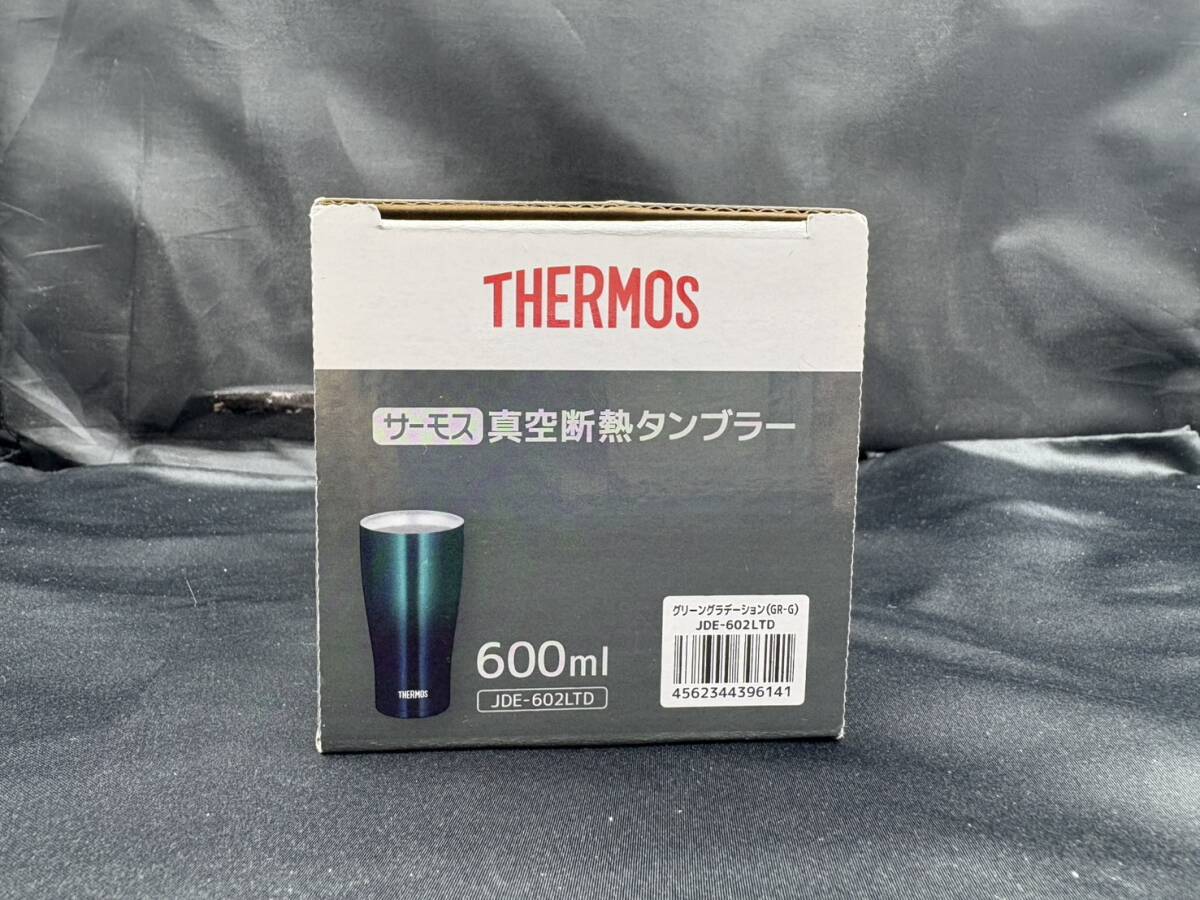 THERMOS
サーモス 真空断熱タンブラー
THERMOS
600ml
JDE-602LTD
グリーングラデーション(GR-G)
JDE-602LTD
4562344396141